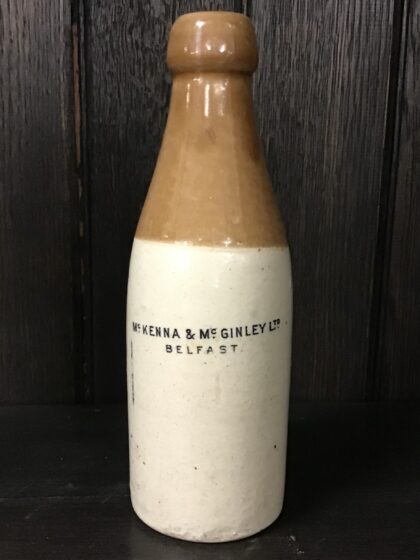 McKENNA & McGINLEY LTD
BELFAST.